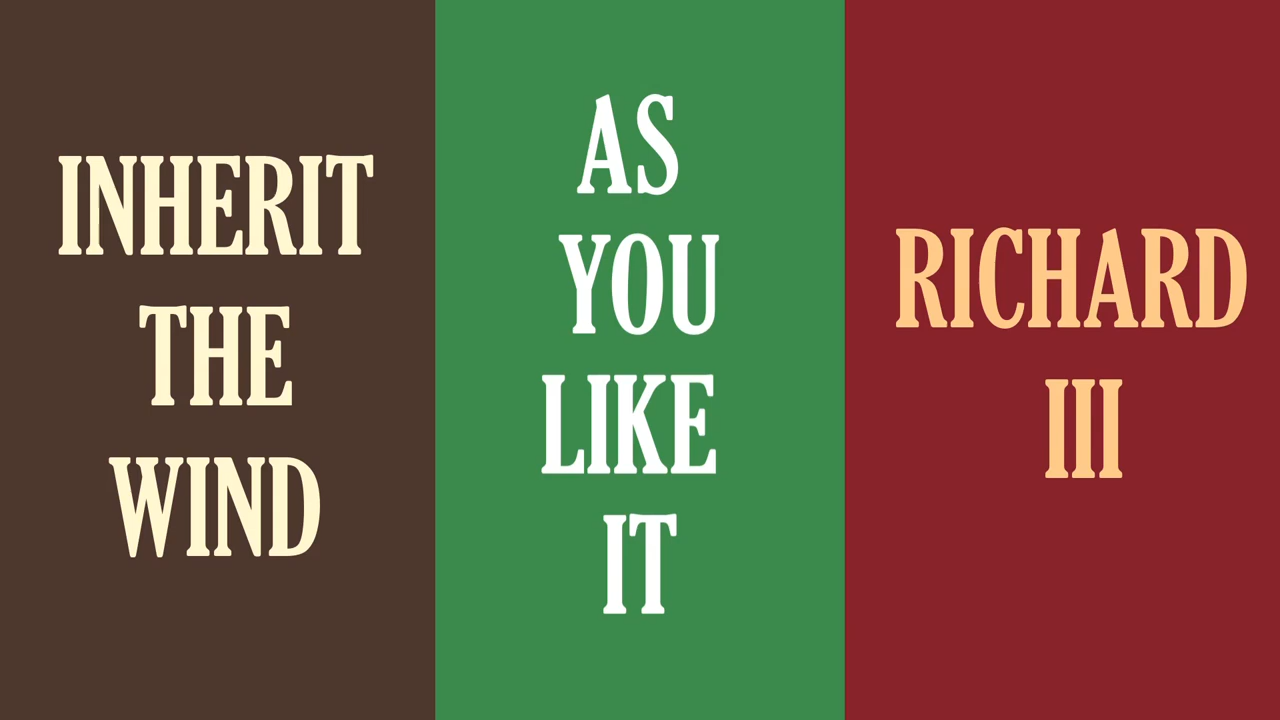 INHERIT
THE
WIND
AS
YOU
LIKE
IT
RICHARD
III